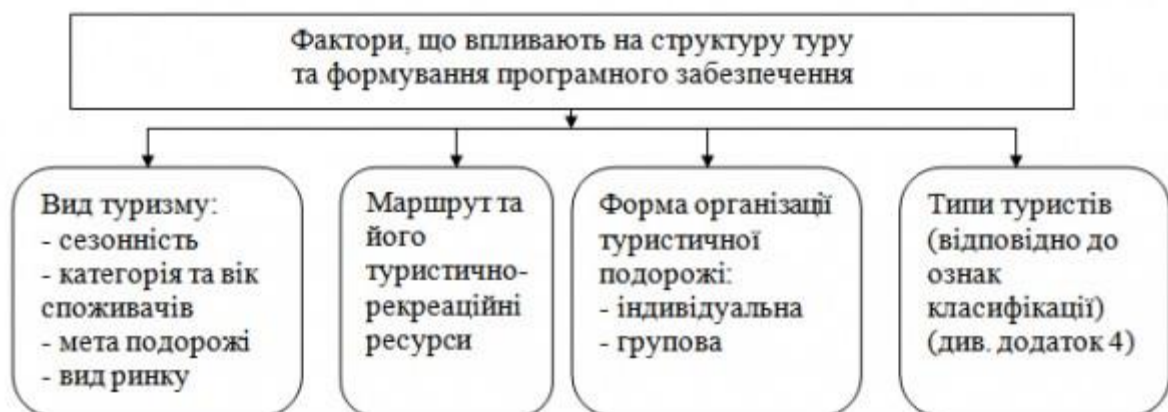 Фактори, що впливають на структуру туру
та формування програмного забезпечення
Вид туризму:
- сезонність
- категорія та вік
споживачів
- мета подорожі
- вид ринку
Маршрут та
його
туристично-
рекреаційні
ресурси
Форма організації
туристичної
подорожі:
- індивідуальна
- групова
Типи туристів
(відповідно до
ознак
класифікації)
(див. додаток 4)